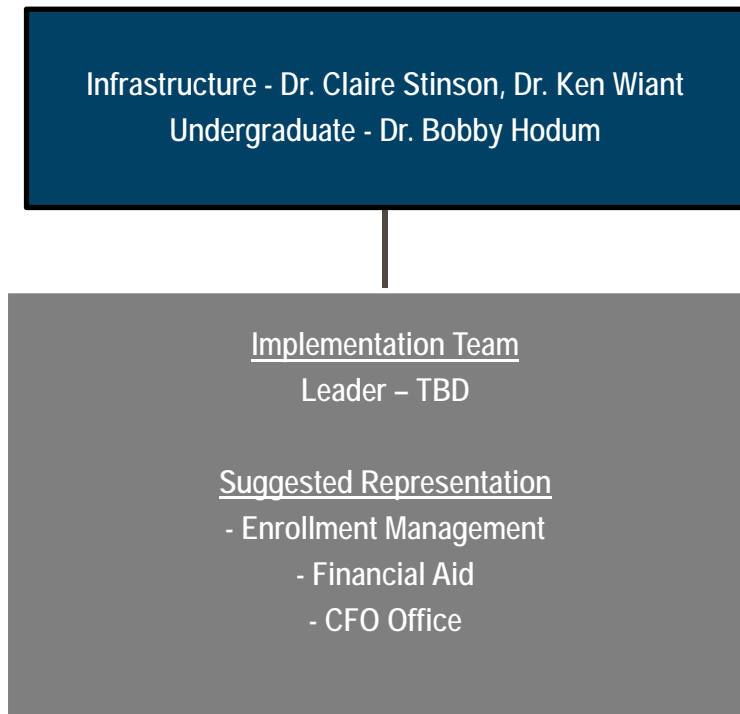 Infrastructure - Dr. Claire Stinson, Dr. Ken Wiant
Undergraduate - Dr. Bobby Hodum
Implementation Team
Leader – TBD
Suggested Representation
- Enrollment Management
- Financial Aid
- CFO Office